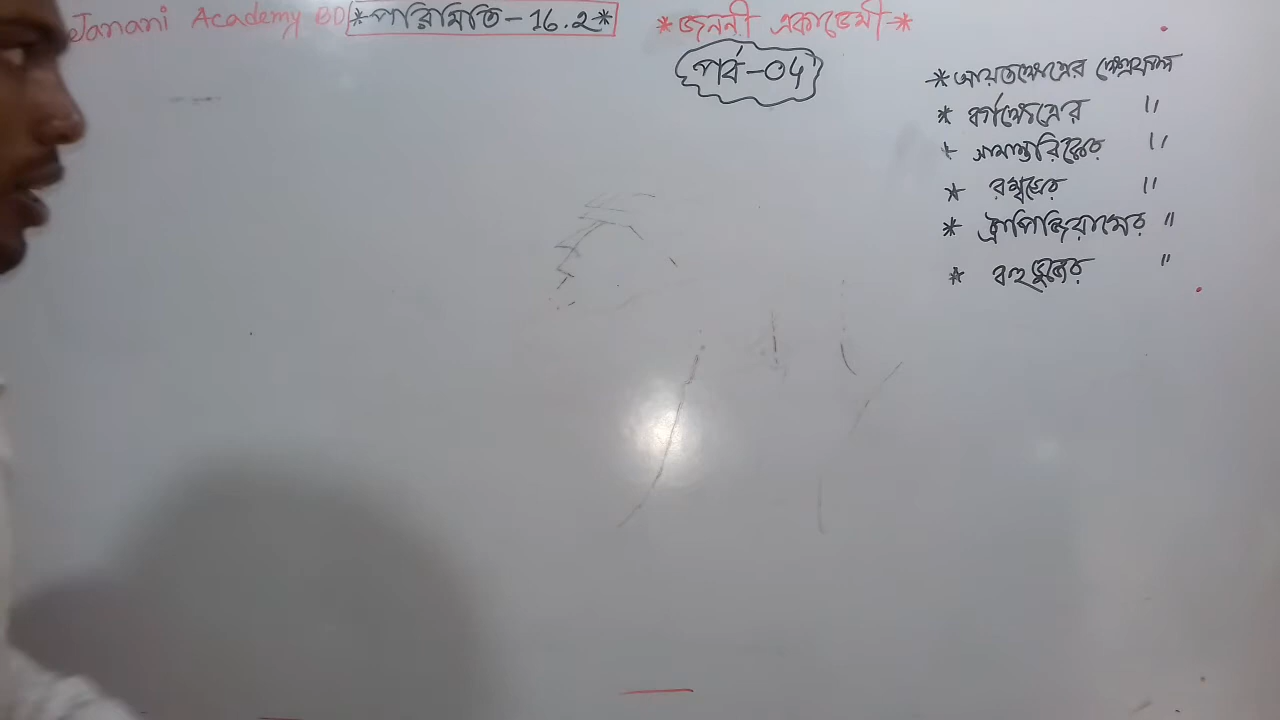 Janani Academy BD *পরিমিতি-16.2* *জননী একাডেমী*
পর্ব-04
*আয়তক্ষেত্রের ক্ষেত্রফল
* বর্গক্ষেত্রের "
* সামান্তরিকের "
* রম্বসের "
* ট্রাপিজিয়ামের "
* বহুভুজের "